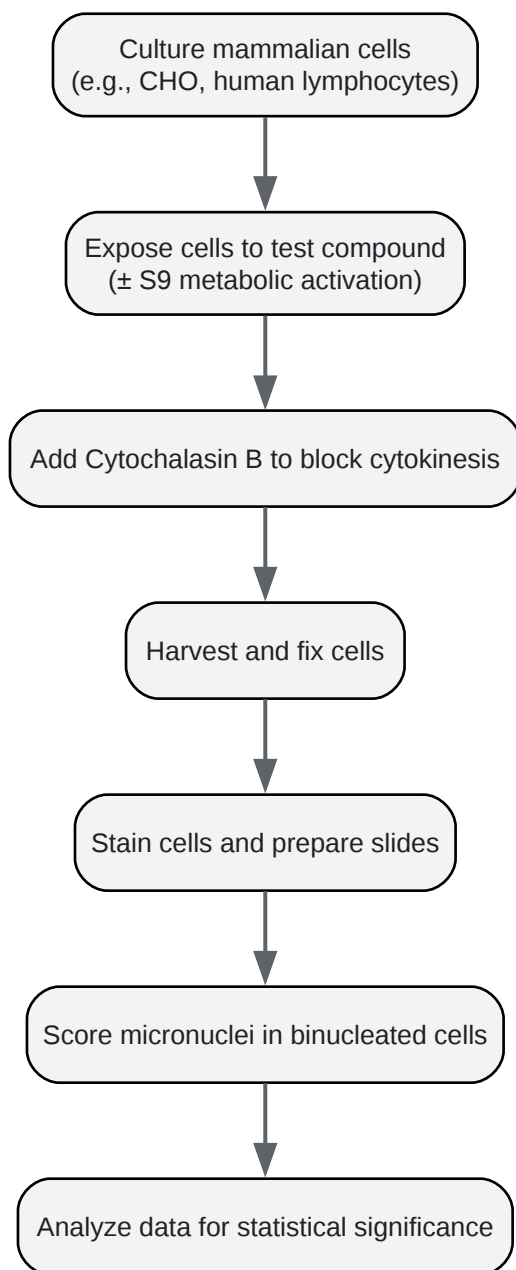 Culture mammalian cells
(e.g., CHO, human lymphocytes)
Expose cells to test compound
(± S9 metabolic activation)
Add Cytochalasin B to block cytokinesis
Harvest and fix cells
Stain cells and prepare slides
Score micronuclei in binucleated cells
Analyze data for statistical significance